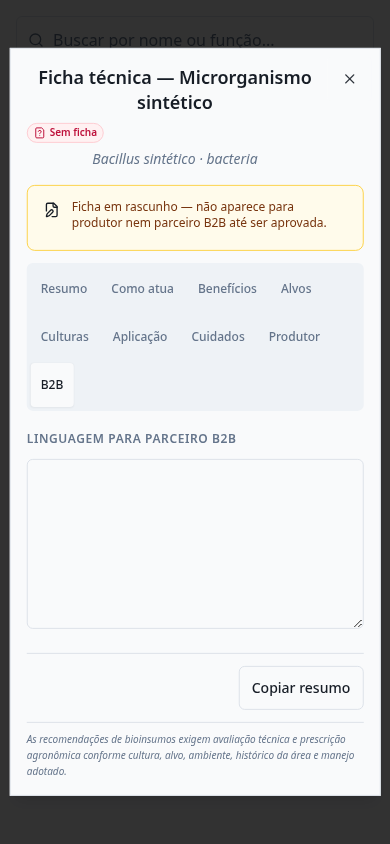 Buscar por nome ou função...
Ficha técnica — Microrganismo
sintético
Sem ficha
Bacillus sintético · bacteria
Ficha em rascunho — não aparece para
produtor nem parceiro B2B até ser aprovada.
Resumo Como atua Benefícios Alvos
Culturas Aplicação Cuidados Produtor
B2B
LINGUAGEM PARA PARCEIRO B2B
Copiar resumo
As recomendações de bioinsumos exigem avaliação técnica e prescrição
agronômica conforme cultura, alvo, ambiente, histórico da área e manejo
adotado.